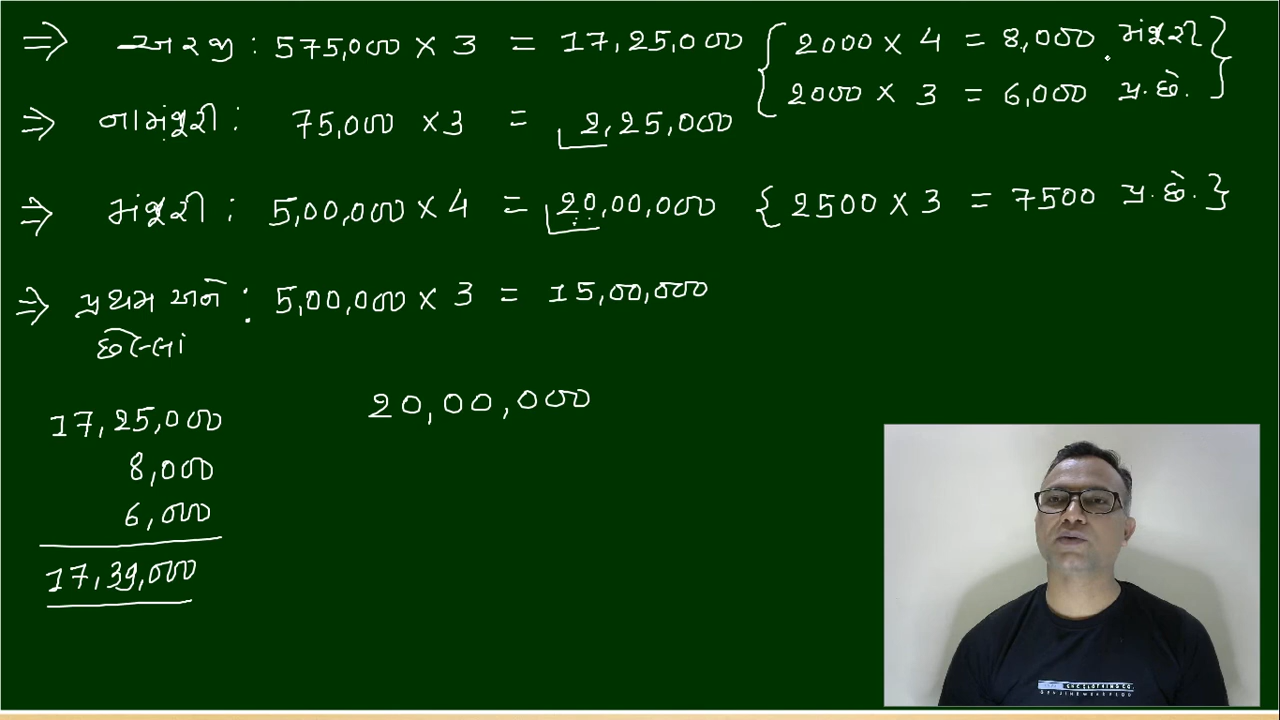 ⇒ અરજી : 575,000 × 3 = 17,25,000 { 2000 × 4 = 8,000 મંજૂરી
2000 × 3 = 6,000 પ્ર.છે. }
⇒ નામંજૂરી : 75,000 × 3 = 2,25,000
⇒ મંજૂરી : 5,00,000 × 4 = 20,00,000 { 2500 × 3 = 7500 પ્ર.છે. }
⇒ પ્રથમ અને : 5,00,000 × 3 = 15,00,000
છેલ્લા
17,25,000
20,00,000
8,000
6,000
17,39,000